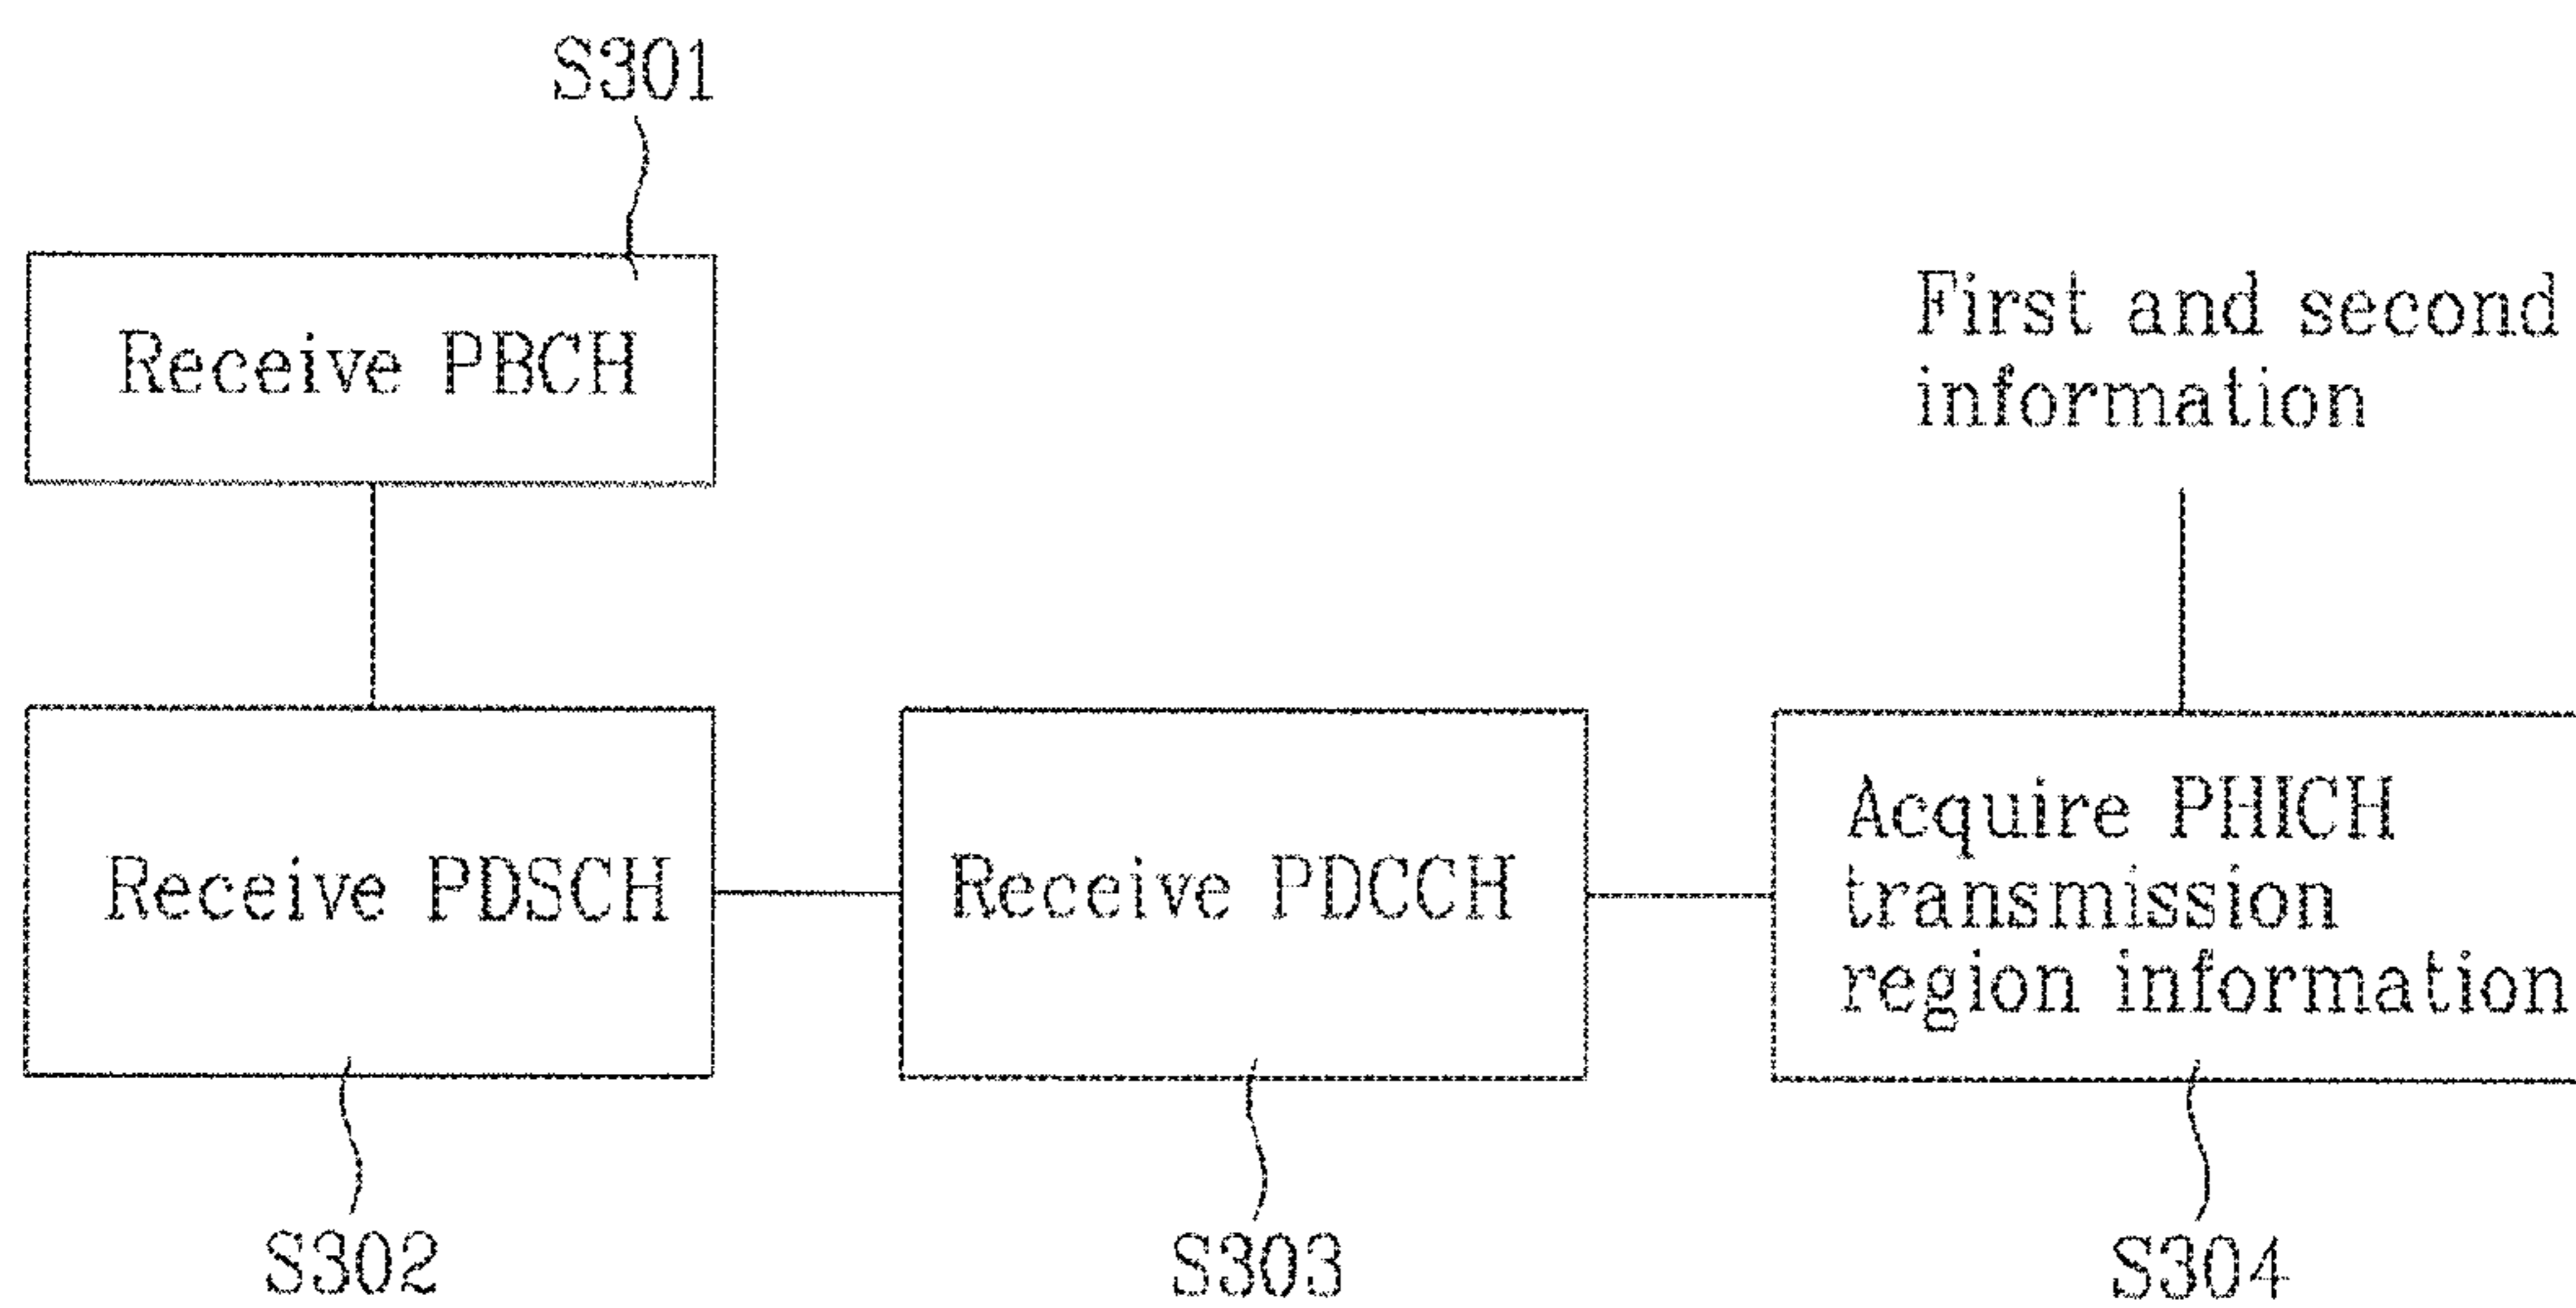 S301
Receive PBCH
First and second
information
Receive PDSCH
Receive PDCCH
Acquire PHICH
transmission
region information
S302
S303
S304